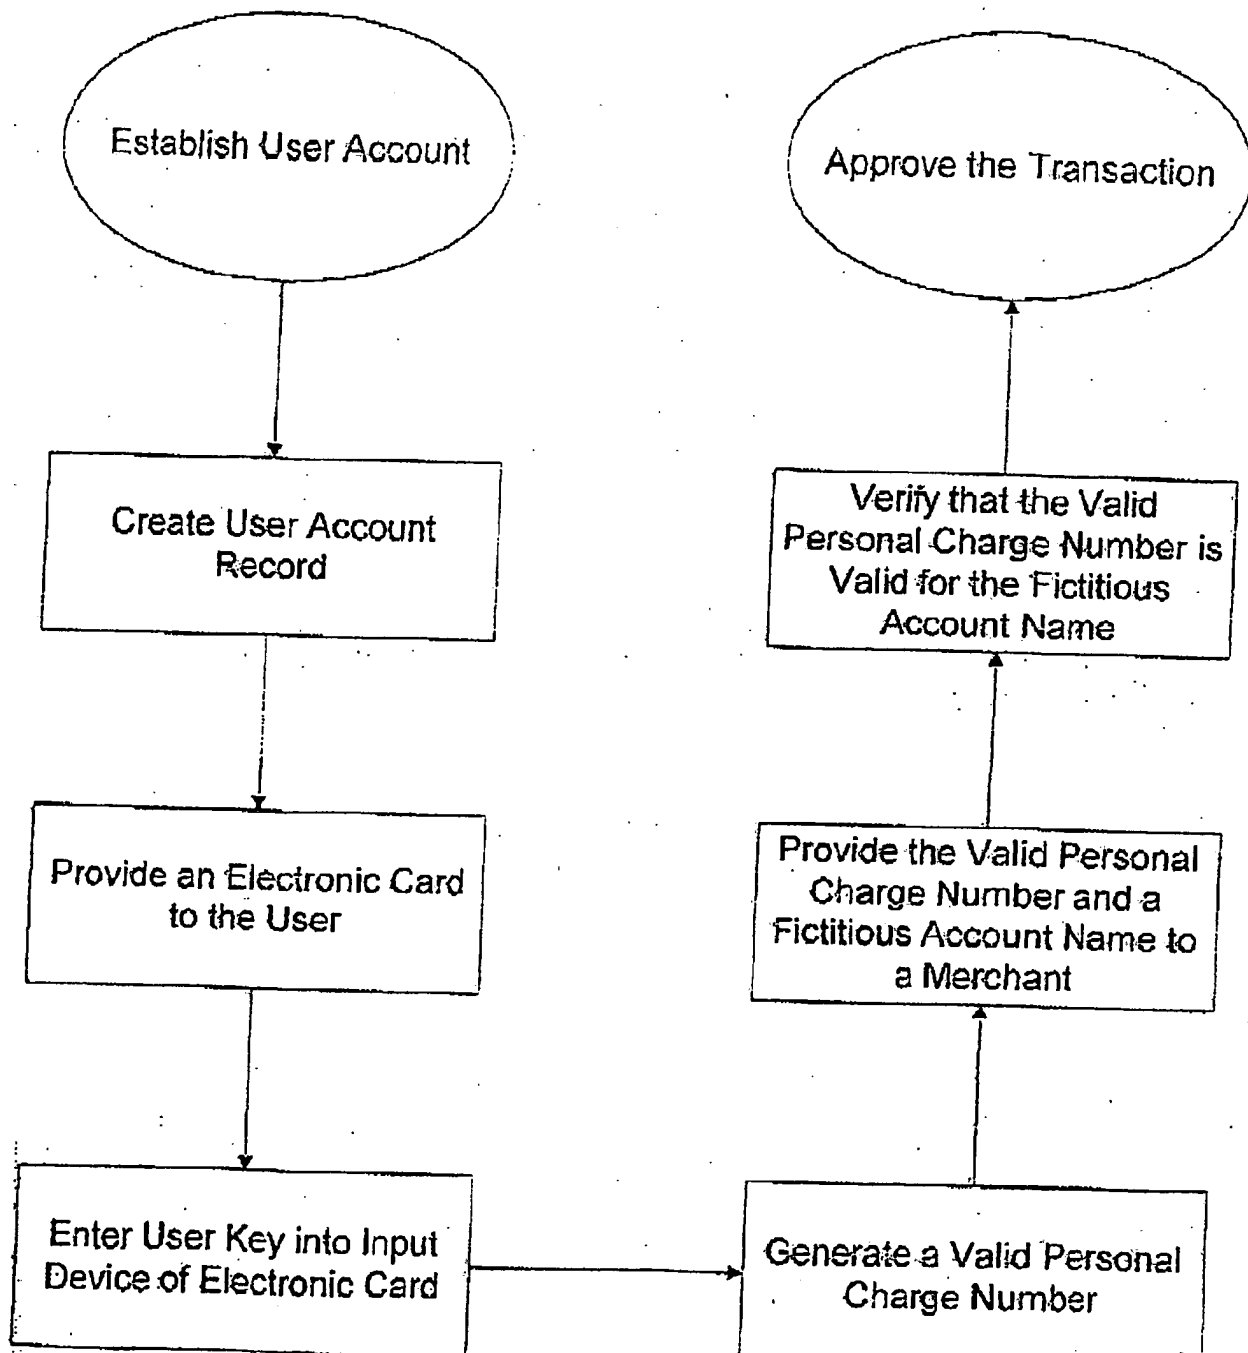 Establish User Account
Create User Account
Record
Provide an Electronic Card
to the User
Enter User Key into Input
Device of Electronic Card
Generate a Valid Personal
Charge Number
Provide the Valid Personal
Charge Number and a
Fictitious Account Name to
a Merchant
Verify that the Valid
Personal Charge Number is
Valid for the Fictitious
Account Name
Approve the Transaction